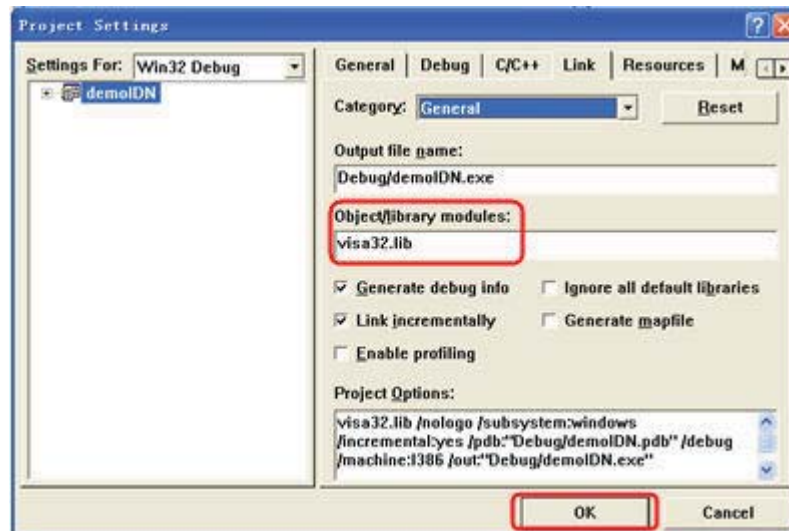 Project Settings
Settings For: Win32 Debug
demoIDN
General Debug C/C++ Link Resources M
Category: General Reset
Output file name:
Debug/demoIDN.exe
Object/library modules:
visa32.lib
Generate debug info Ignore all default libraries
Link incrementally Generate mapfile
Enable profiling
Project Options:
visa32.lib /nologo /subsystem:windows
/incremental:yes /pdb:"Debug/demoIDN.pdb" /debug
/machine:I386 /out:"Debug/demoIDN.exe"
OK Cancel